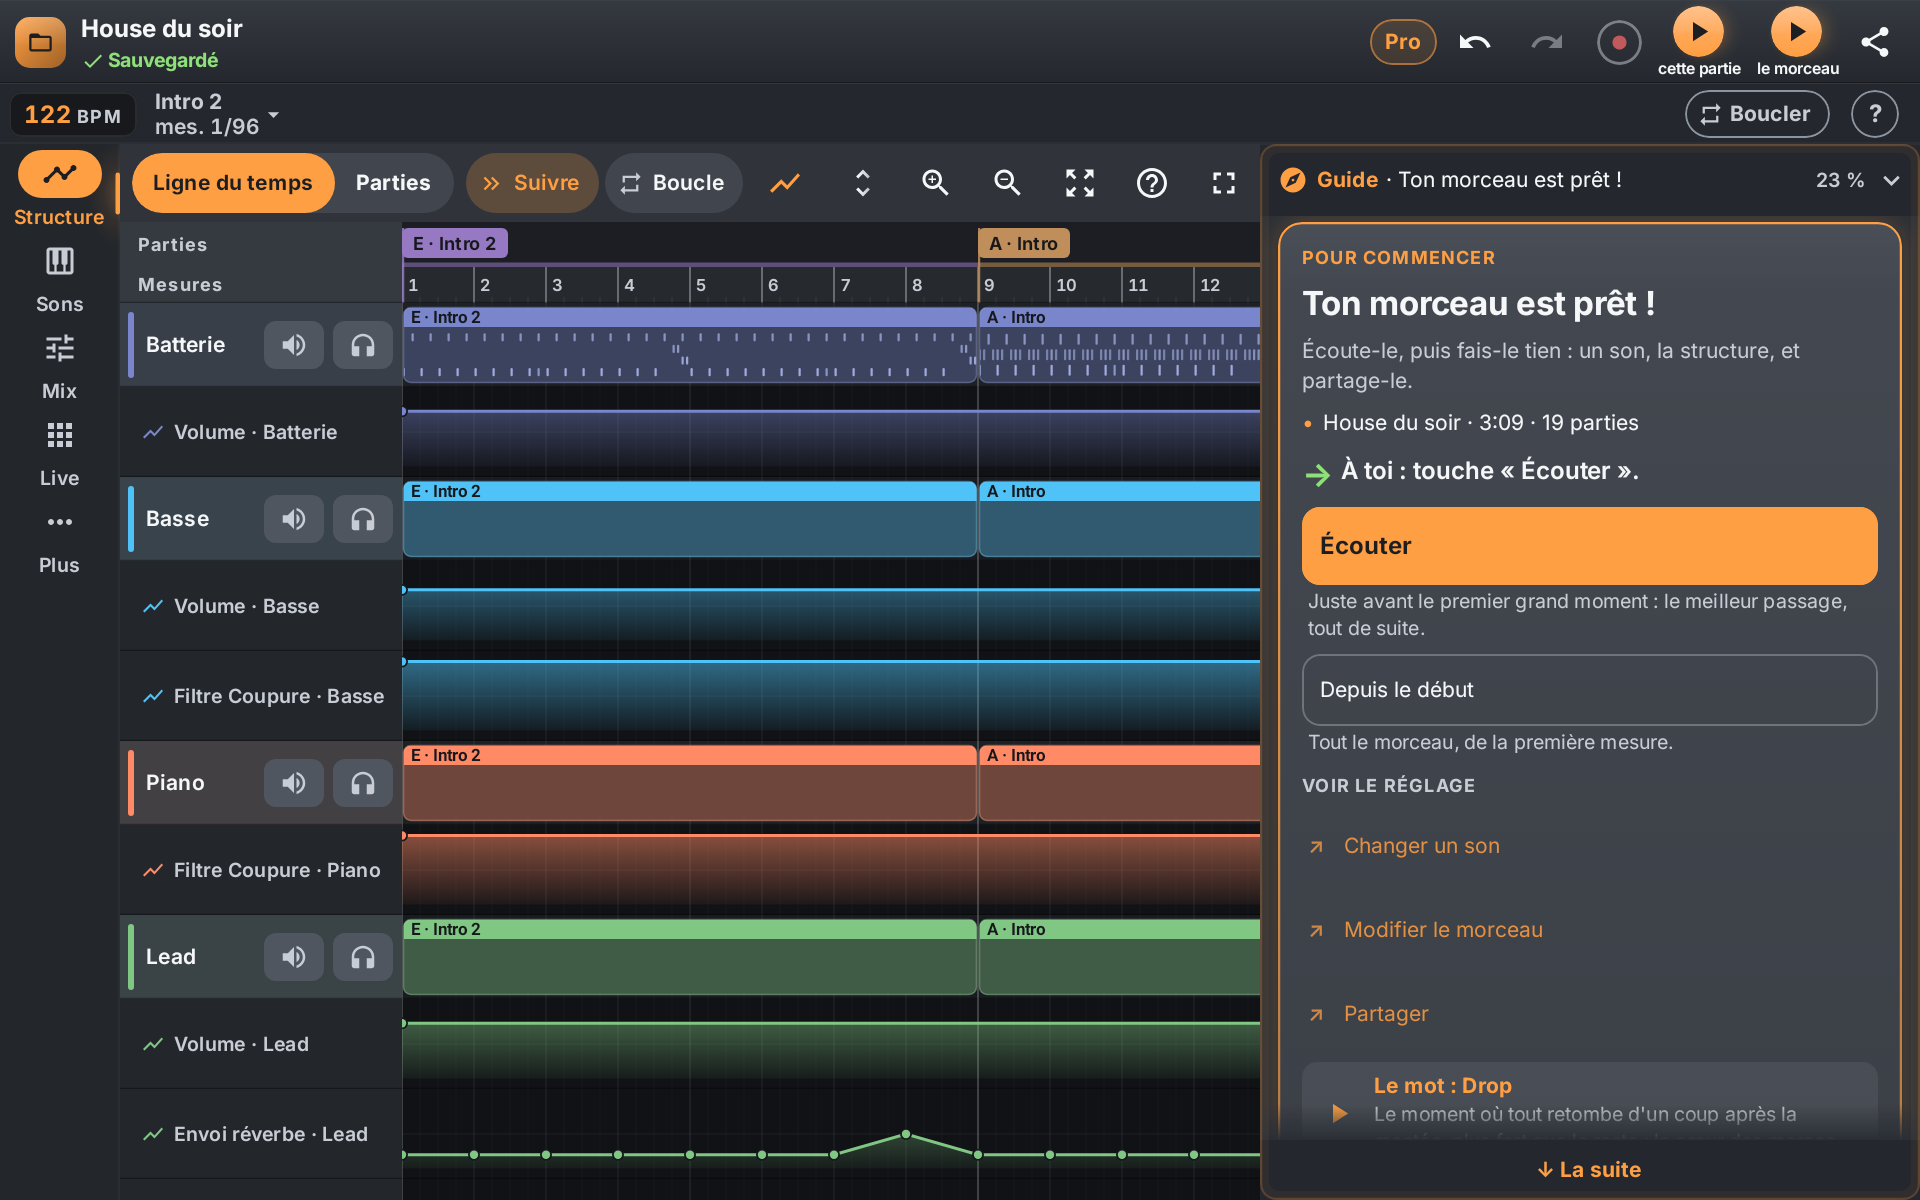 House du soir
Sauvegardé
Pro
cette partie
le morceau
122 BPM
Intro 2
mes. 1/96
Boucler
?
Structure
Sons
Mix
Live
Plus
Ligne du temps
Parties
Suivre
Boucle
Parties
E · Intro 2
A · Intro
Mesures
1 2 3 4 5 6 7 8 9 10 11 12
Batterie
E · Intro 2
A · Intro
Volume · Batterie
Basse
E · Intro 2
A · Intro
Volume · Basse
Filtre Coupure · Basse
Piano
E · Intro 2
A · Intro
Filtre Coupure · Piano
Lead
E · Intro 2
A · Intro
Volume · Lead
Envoi réverbe · Lead
Guide · Ton morceau est prêt !
23 %
POUR COMMENCER
Ton morceau est prêt !
Écoute-le, puis fais-le tien : un son, la structure, et
partage-le.
• House du soir · 3:09 · 19 parties
→ À toi : touche « Écouter ».
Écouter
Juste avant le premier grand moment : le meilleur passage,
tout de suite.
Depuis le début
Tout le morceau, de la première mesure.
VOIR LE RÉGLAGE
Changer un son
Modifier le morceau
Partager
Le mot : Drop
Le moment où tout retombe d'un coup après la
↓ La suite